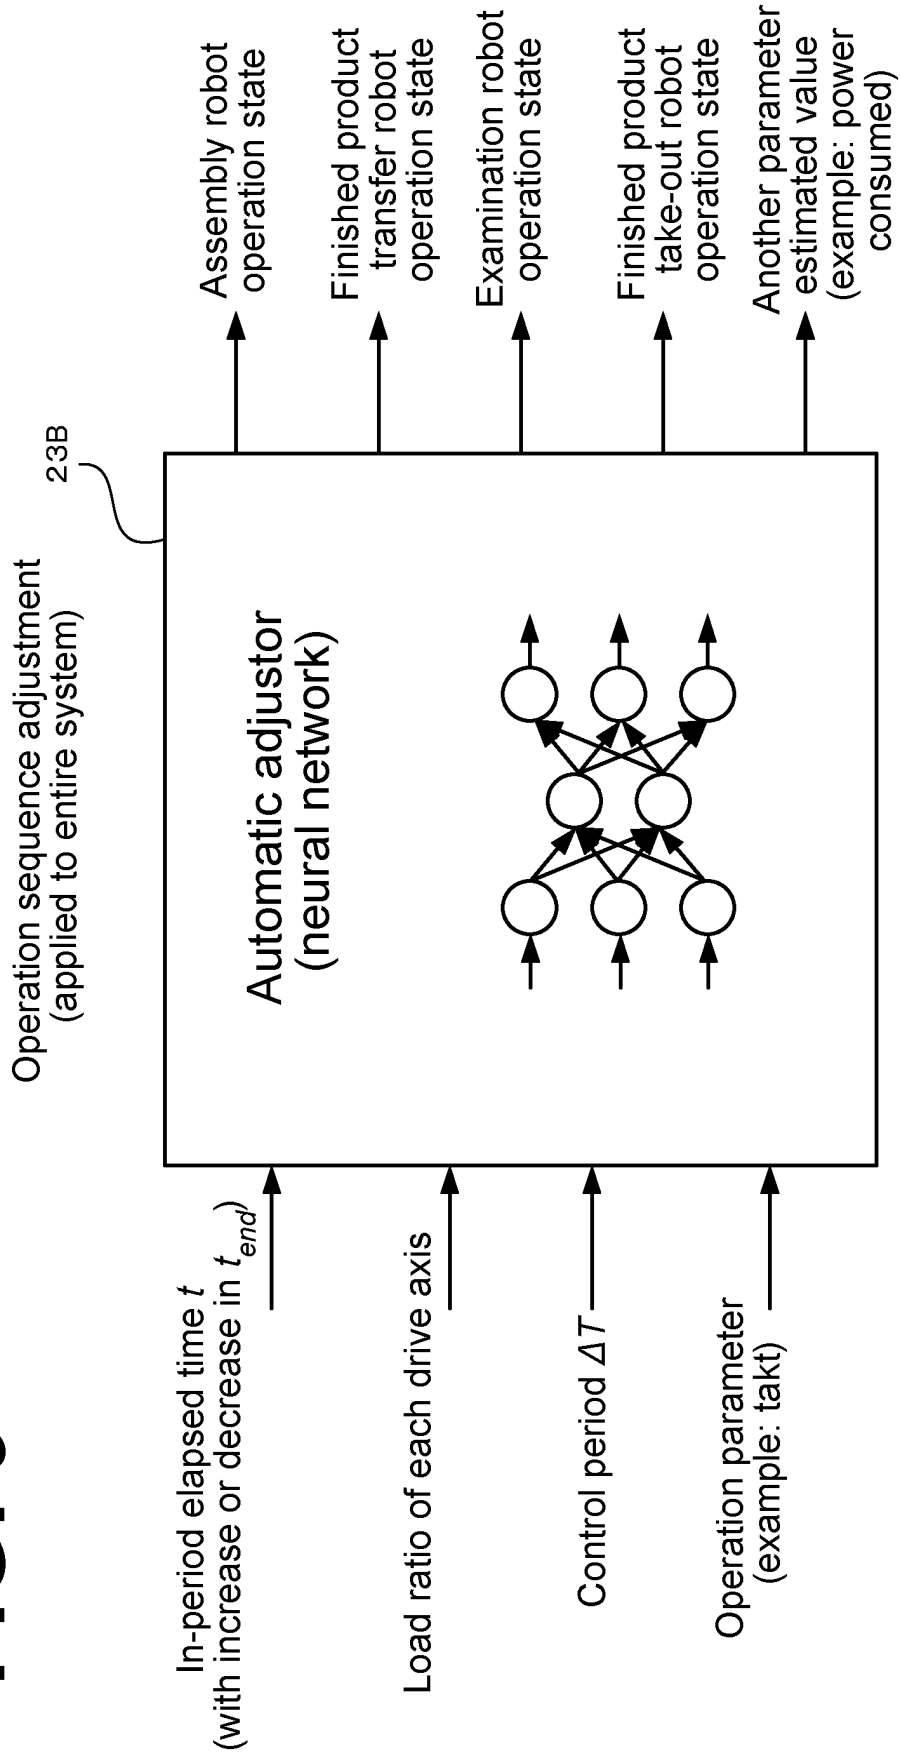 Operation sequence adjustment
(applied to entire system)
23B
Automatic adjustor
(neural network)
In-period elapsed time t
(with increase or decrease in t_end)
Load ratio of each drive axis
Control period ΔT
Operation parameter
(example: takt)
Assembly robot
operation state
Finished product
transfer robot
operation state
Examination robot
operation state
Finished product
take-out robot
operation state
Another parameter
estimated value
(example: power
consumed)